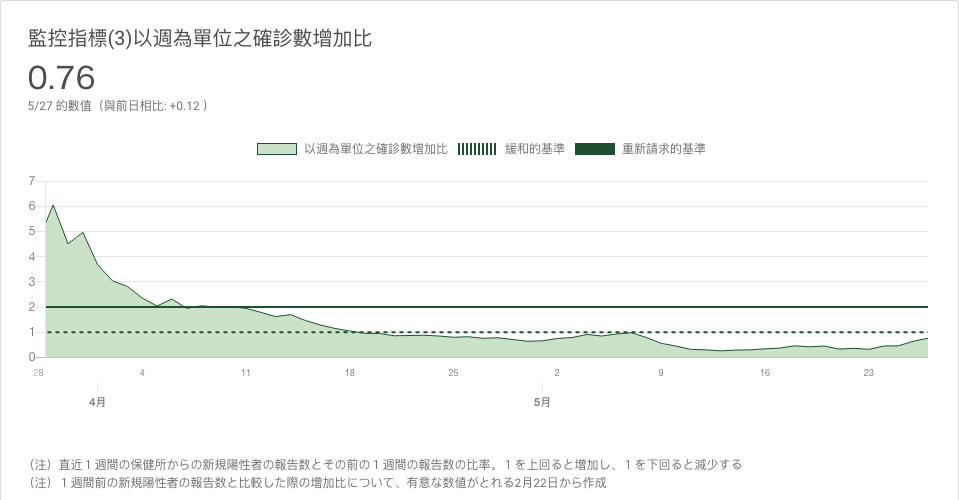 監控指標(3)以週為單位之確診數增加比
0.76
5/27 的數值（與前日相比: +0.12 ）
以週為單位之確診數增加比 緩和的基準 重新請求的基準
7
6
5
4
3
2
1
0
28 4 11 18 25 2 9 16 23
4月 5月
（注）直近１週間の保健所からの新規陽性者の報告数とその前の１週間の報告数の比率。１を上回ると増加し、１を下回ると減少する
（注）１週間前の新規陽性者の報告数と比較した際の増加比について、有意な数値がとれる2月22日から作成